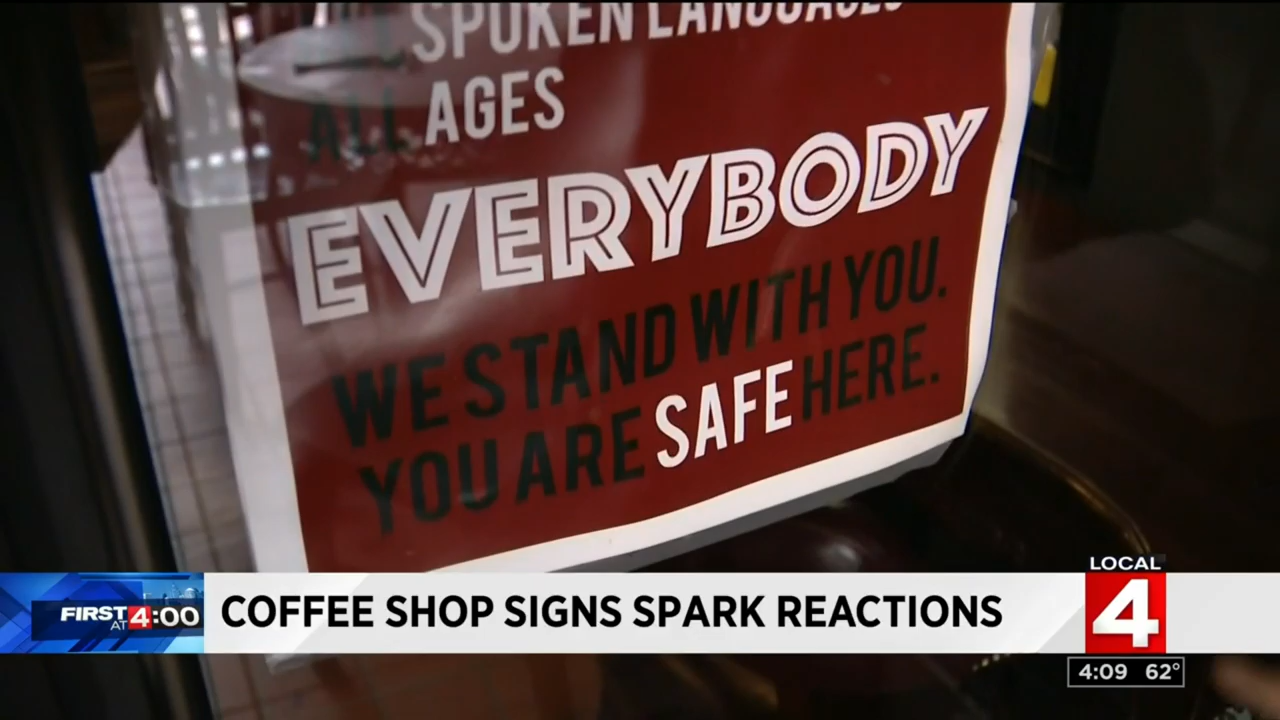 SPOKEN LANGUAGES
ALL AGES
EVERYBODY
WE STAND WITH YOU.
YOU ARE SAFE HERE.
FIRST AT 4:00
COFFEE SHOP SIGNS SPARK REACTIONS
LOCAL
4
4:09 62°